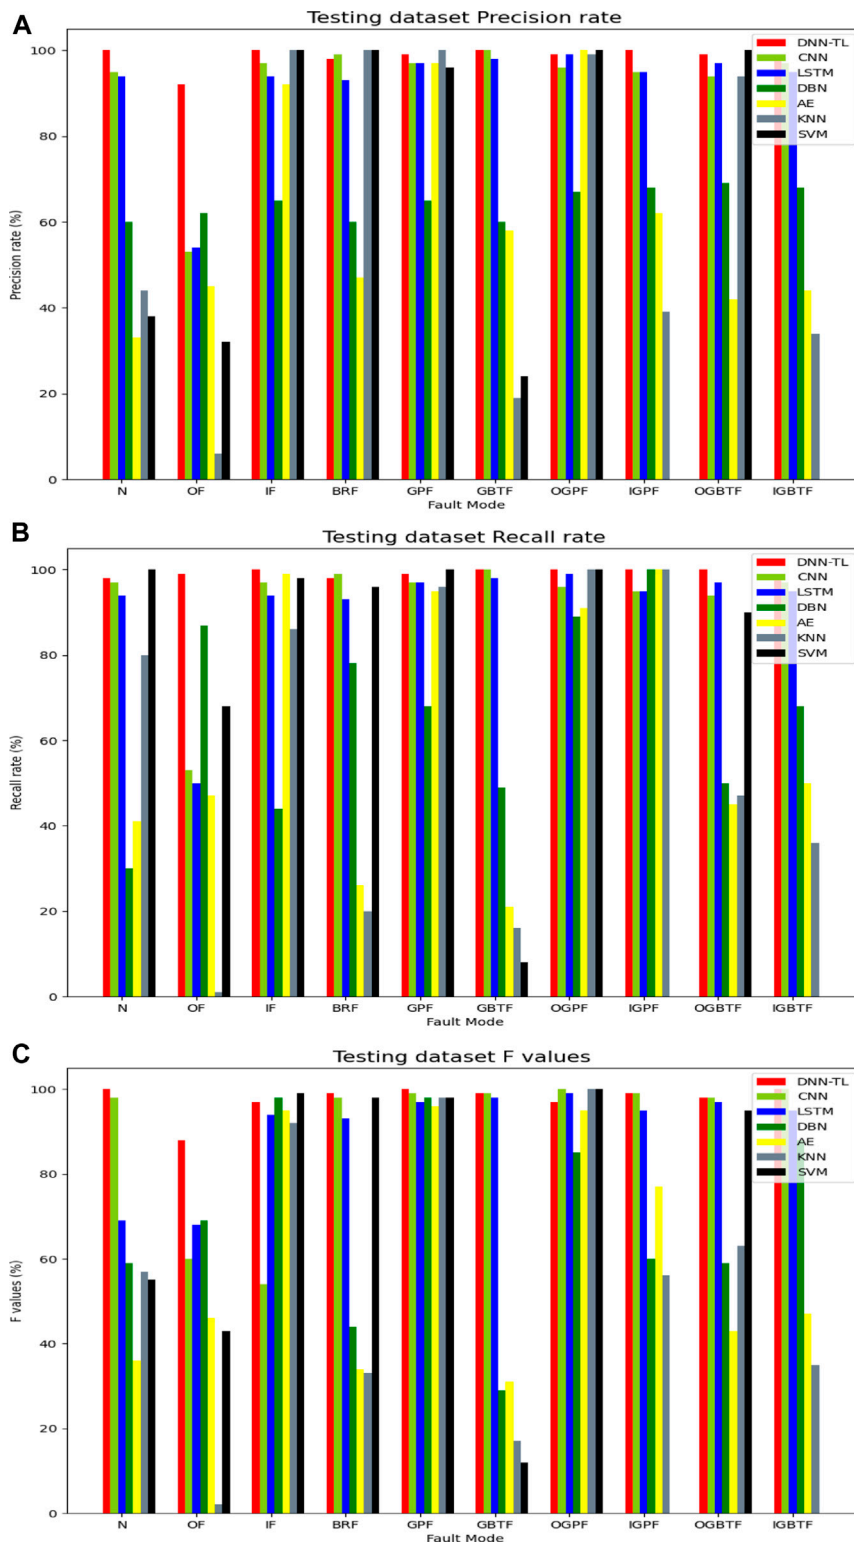 A
Testing dataset Precision rate
Precision rate (%)
100
80
60
40
20
0
DNN-TL
CNN
LSTM
DBN
AE
KNN
SVM
N OF IF BRF GPF GBTF OGPF IGPF OGBTF IGBTF
Fault Mode
B
Testing dataset Recall rate
Recall rate (%)
100
80
60
40
20
0
DNN-TL
CNN
LSTM
DBN
AE
KNN
SVM
N OF IF BRF GPF GBTF OGPF IGPF OGBTF IGBTF
Fault Mode
C
Testing dataset F values
F values (%)
100
80
60
40
20
0
DNN-TL
CNN
LSTM
DBN
AE
KNN
SVM
N OF IF BRF GPF GBTF OGPF IGPF OGBTF IGBTF
Fault Mode